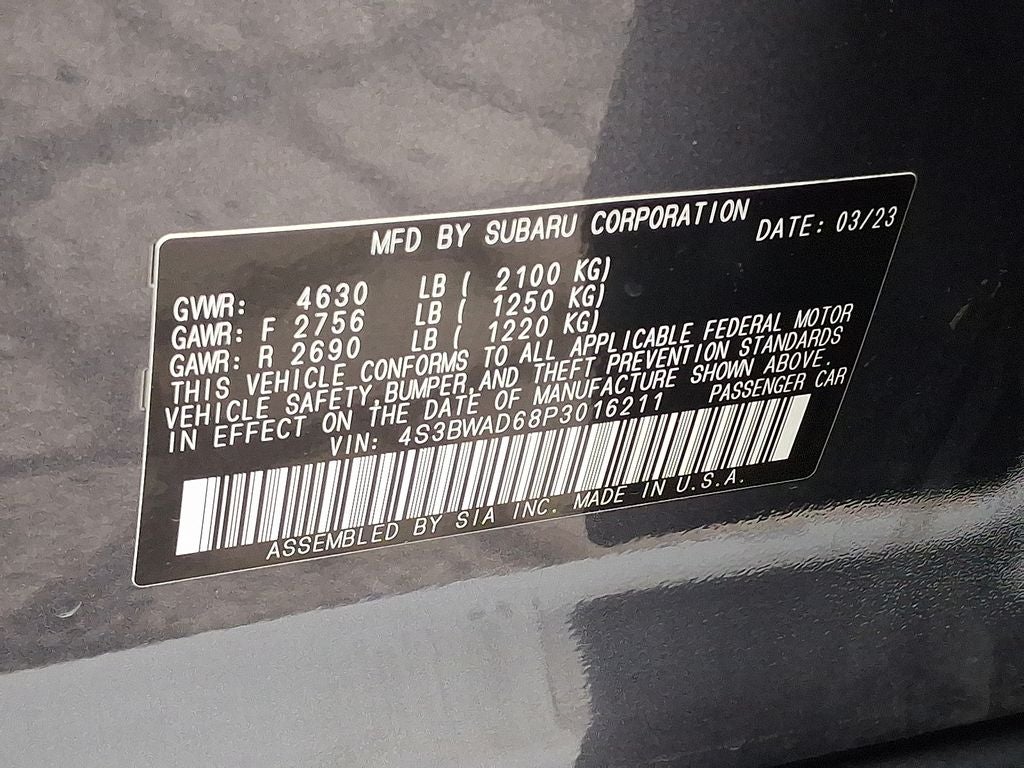 MFD BY SUBARU CORPORATION DATE: 03/23
GVWR: 4630 LB ( 2100 KG)
GAWR: F 2756 LB ( 1250 KG)
GAWR: R 2690 LB ( 1220 KG)
THIS VEHICLE CONFORMS TO ALL APPLICABLE FEDERAL MOTOR
VEHICLE SAFETY,BUMPER,AND THEFT PREVENTION STANDARDS
IN EFFECT ON THE DATE OF MANUFACTURE SHOWN ABOVE.
VIN: 4S3BWAD68P3016211 PASSENGER CAR
ASSEMBLED BY SIA INC. MADE IN U.S.A.